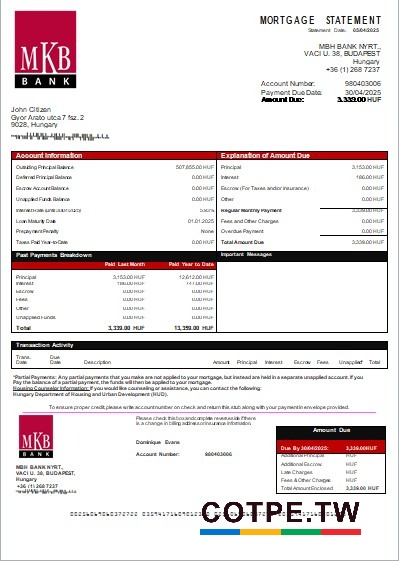 MKB
BANK
MORTGAGE STATEMENT
Statement Date: 05/04/2025
MBH BANK NYRT.,
VACI U. 38, BUDAPEST
Hungary
+36 (1) 268 7237
Account Number: 980403006
Payment Due Date: 30/04/2025
Amount Due: 3,339.00 HUF
John Citizen
Gyor Arato utca 7 fsz. 2
9028, Hungary
Account Information
Outstanding Principal Balance 507,855.00 HUF
Deferred Principal Balance 0.00 HUF
Escrow Account Balance 0.00 HUF
Unapplied Funds Balance 0.00 HUF
Loan Maturity Date 01.01.2025
Prepayment Penalty None
Taxes Paid Year-to-Date 0.00 HUF
Explanation of Amount Due
Principal 3,153.00 HUF
Interest 186.00 HUF
Escrow (For Taxes and/or Insurance) 0.00 HUF
Regular Monthly Payment 3,339.00 HUF
Fees and Other Charges 0.00 HUF
Overdue Payment 0.00 HUF
Total Amount Due 3,339.00 HUF
Past Payments Breakdown
Paid Last Month Paid Year to Date
Principal 3,153.00 HUF 12,612.00 HUF
Interest 186.00 HUF 747.00 HUF
Escrow 0.00 HUF 0.00 HUF
Fees 0.00 HUF 0.00 HUF
Other 0.00 HUF 0.00 HUF
Unapplied Funds 0.00 HUF 0.00 HUF
Total 3,339.00 HUF 13,359.00 HUF
Important Messages
Transaction Activity
Trans. Date Due Date Description Amount Principal Interest Escrow Fees Unapplied* Total
*Partial Payments: Any partial payments that you make are not applied to your mortgage, but instead are held in a separate unapplied account. If you
Pay the balance of a partial payment, the funds will then be applied to your mortgage.
Housing Counselor Information: If you would like counseling or assistance, you can contact the following:
Hungary Department of Housing and Urban Development (HUD).
To ensure proper credit, please write account number on check and return this stub along with your payment in envelope provided.
MKB
BANK
MBH BANK NYRT.,
VACI U. 38, BUDAPEST,
Hungary
+36 (1) 268 7237
Please check this box and complete reverse side if there
is a change in billing address or insurance information.
Dominique Evans
Account Number: 980403006
Amount Due
Due By 30/04/2025: 3,339.00 HUF
Additional Principal HUF
Additional Escrow HUF
Late Charges HUF
Fees & Other Charges HUF
Total Amount Enclosed 3,339.00 HUF
COTPE.TW